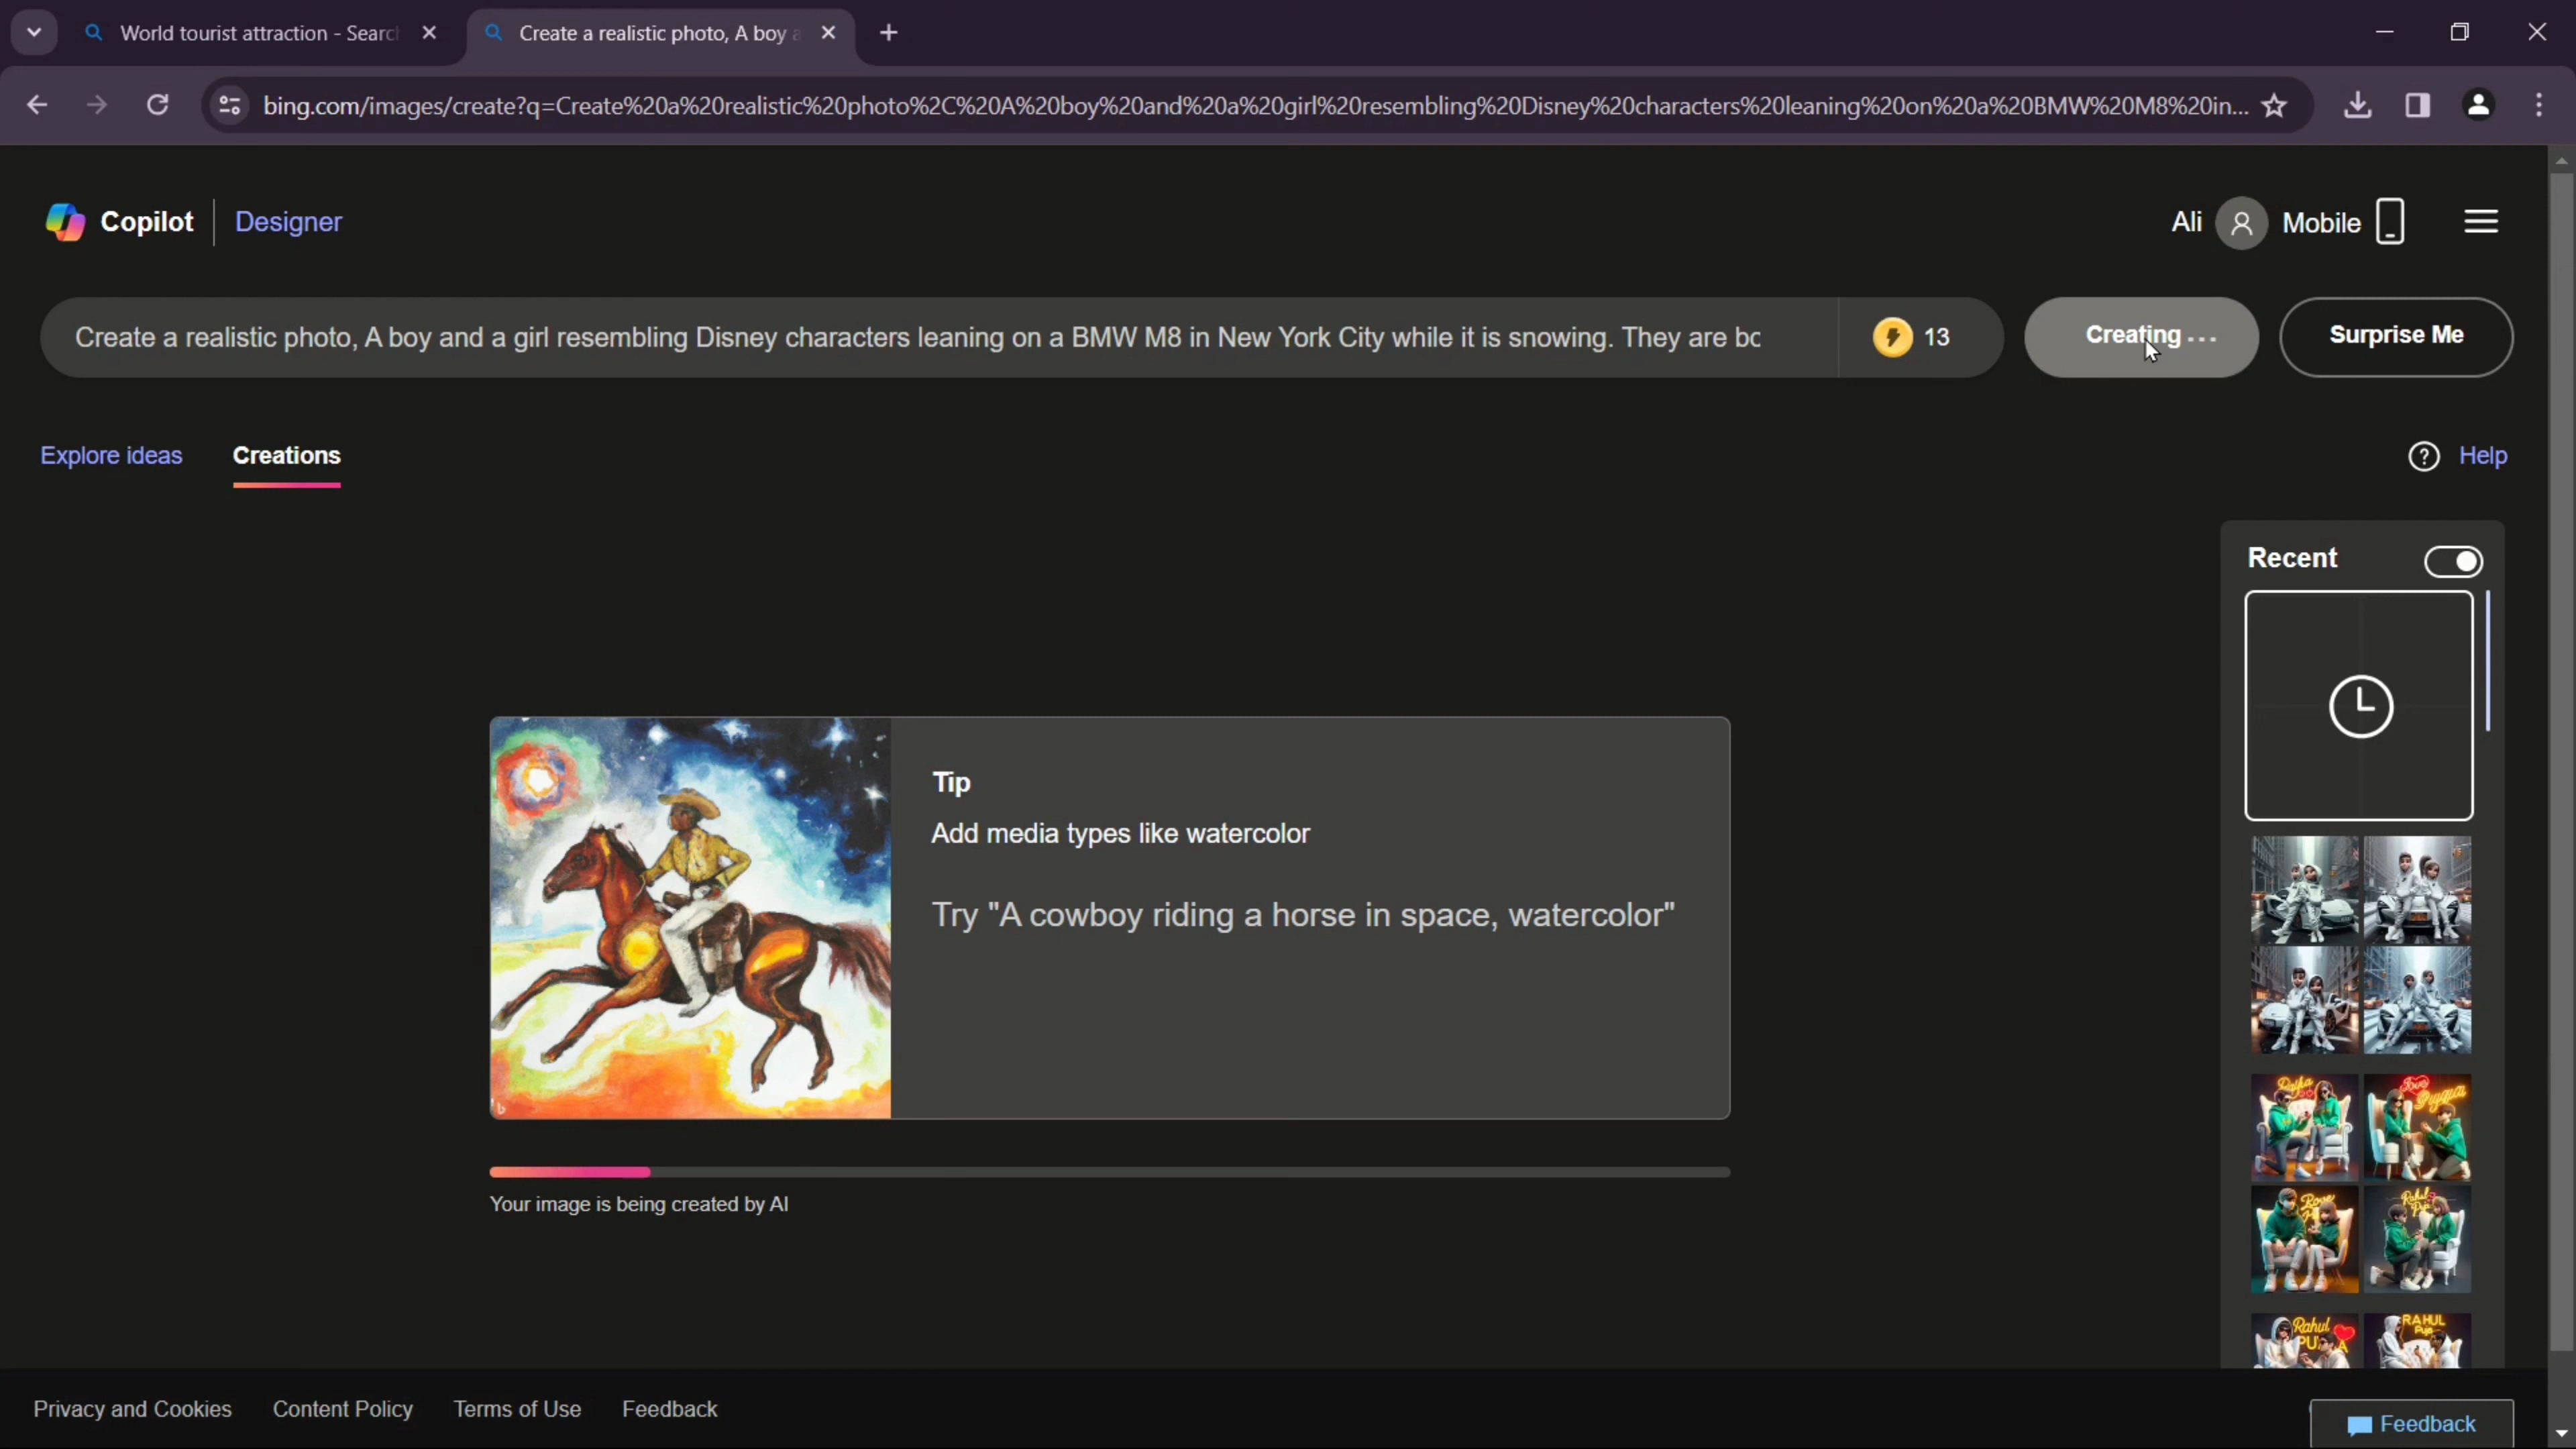 World tourist attraction - Searc
Create a realistic photo, A boy a
bing.com/images/create?q=Create%20a%20realistic%20photo%2C%20A%20boy%20and%20a%20girl%20resembling%20Disney%20characters%20leaning%20on%20a%20BMW%20M8%20in...
Copilot
Designer
Ali
Mobile
Create a realistic photo, A boy and a girl resembling Disney characters leaning on a BMW M8 in New York City while it is snowing. They are bc
13
Creating ...
Surprise Me
Explore ideas
Creations
Help
Recent
Tip
Add media types like watercolor
Try "A cowboy riding a horse in space, watercolor"
Your image is being created by AI
Rahul
RAHUL
Privacy and Cookies
Content Policy
Terms of Use
Feedback
Feedback